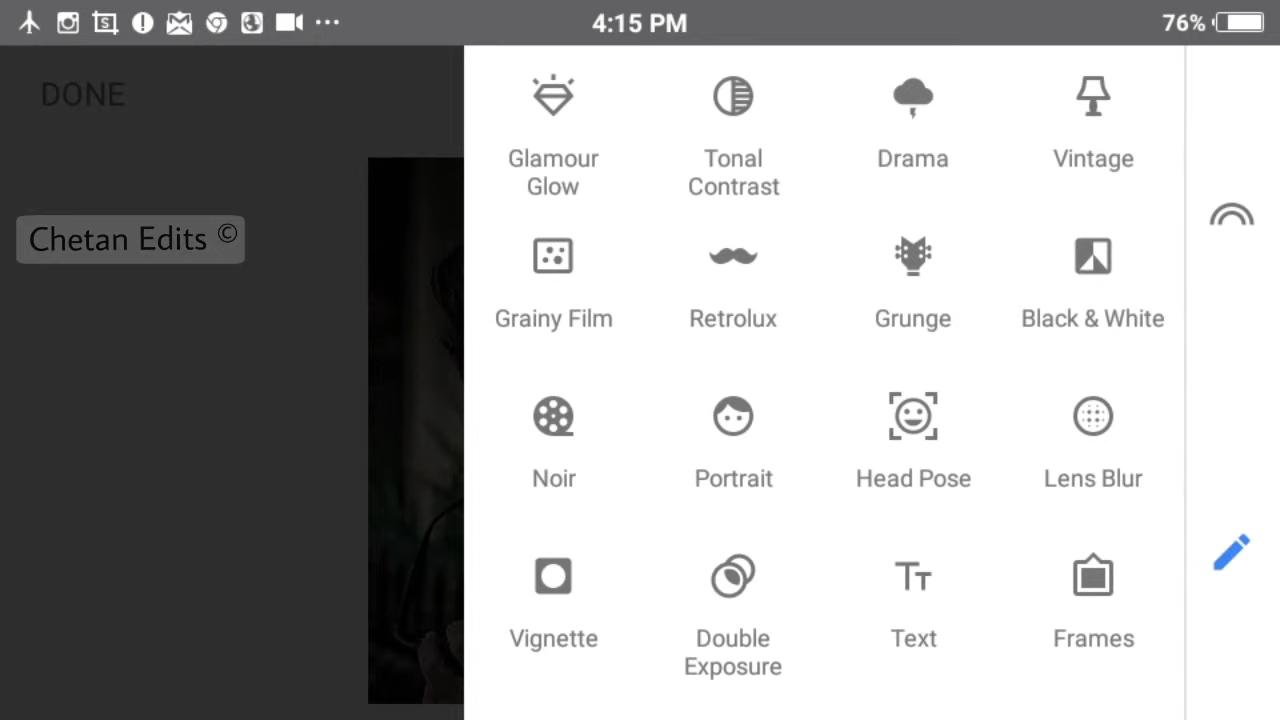 4:15 PM
76%
DONE
Chetan Edits ©
Glamour
Glow
Tonal
Contrast
Drama
Vintage
Grainy Film
Retrolux
Grunge
Black & White
Noir
Portrait
Head Pose
Lens Blur
Vignette
Double
Exposure
Text
Frames